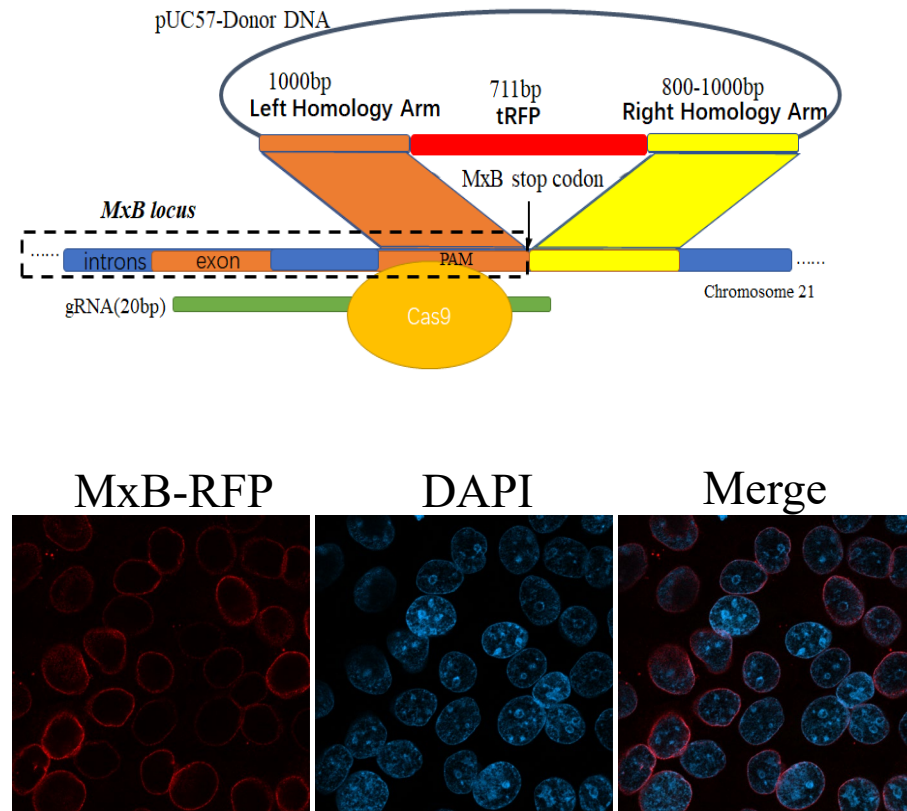 pUC57-Donor DNA
1000bp
Left Homology Arm
711bp
tRFP
800-1000bp
Right Homology Arm
MxB stop codon
MxB locus
......
introns
exon
PAM
......
Chromosome 21
gRNA(20bp)
Cas9
MxB-RFP
DAPI
Merge